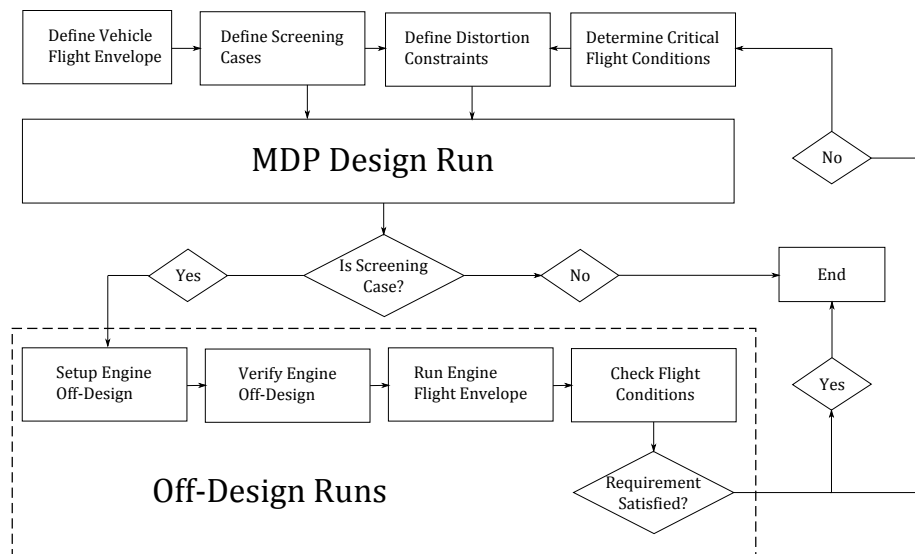 Define Vehicle
Flight Envelope
Define Screening
Cases
Define Distortion
Constraints
Determine Critical
Flight Conditions
MDP Design Run
No
Is Screening
Case?
Yes
No
End
Setup Engine
Off-Design
Verify Engine
Off-Design
Run Engine
Flight Envelope
Check Flight
Conditions
Yes
Off-Design Runs
Requirement
Satisfied?